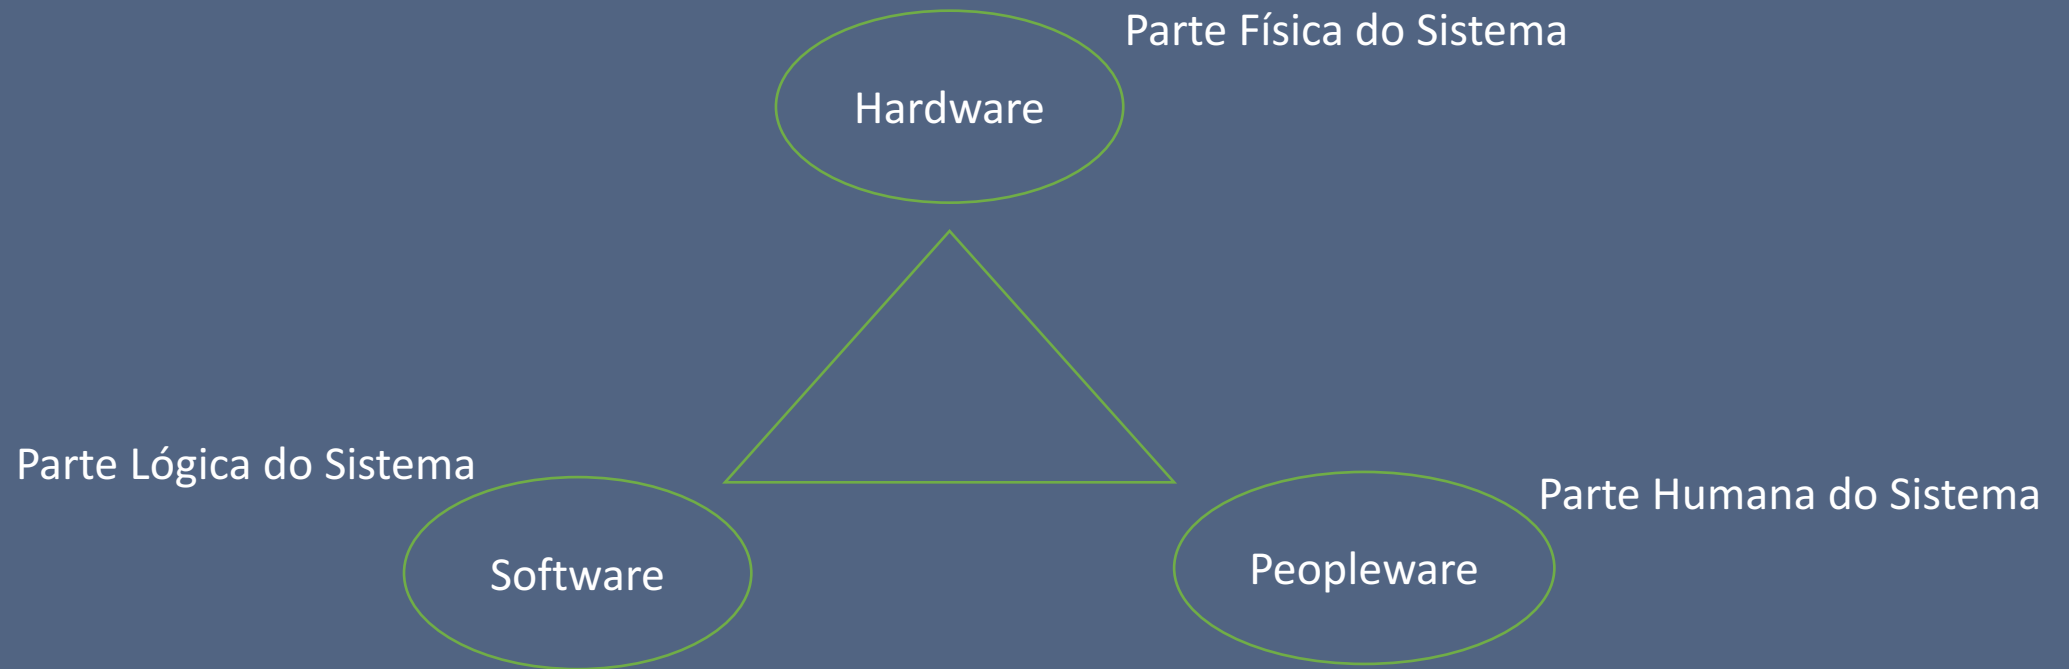 Parte Física do Sistema
Hardware
Parte Lógica do Sistema
Software
Parte Humana do Sistema
Peopleware